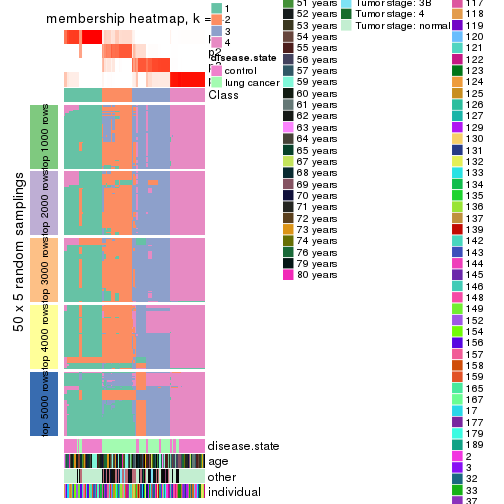 membership heatmap, k =
1
2
3
4
p2
disease.state
control
lung cancer
Class
50 x 5 random samplings
top 1000 rows
top 2000 rows
top 3000 rows
top 4000 rows
top 5000 rows
disease.state
age
other
individual
51 years
52 years
53 years
54 years
55 years
56 years
57 years
59 years
60 years
61 years
62 years
63 years
64 years
65 years
67 years
68 years
69 years
70 years
71 years
72 years
73 years
74 years
76 years
79 years
80 years
Tumor stage: 3B
Tumor stage: 4
Tumor stage: normal
117
118
119
120
121
122
123
124
125
126
127
129
130
131
132
133
134
135
136
137
139
142
143
144
145
146
148
149
152
154
156
157
158
159
165
167
17
177
179
189
2
3
32
33
37